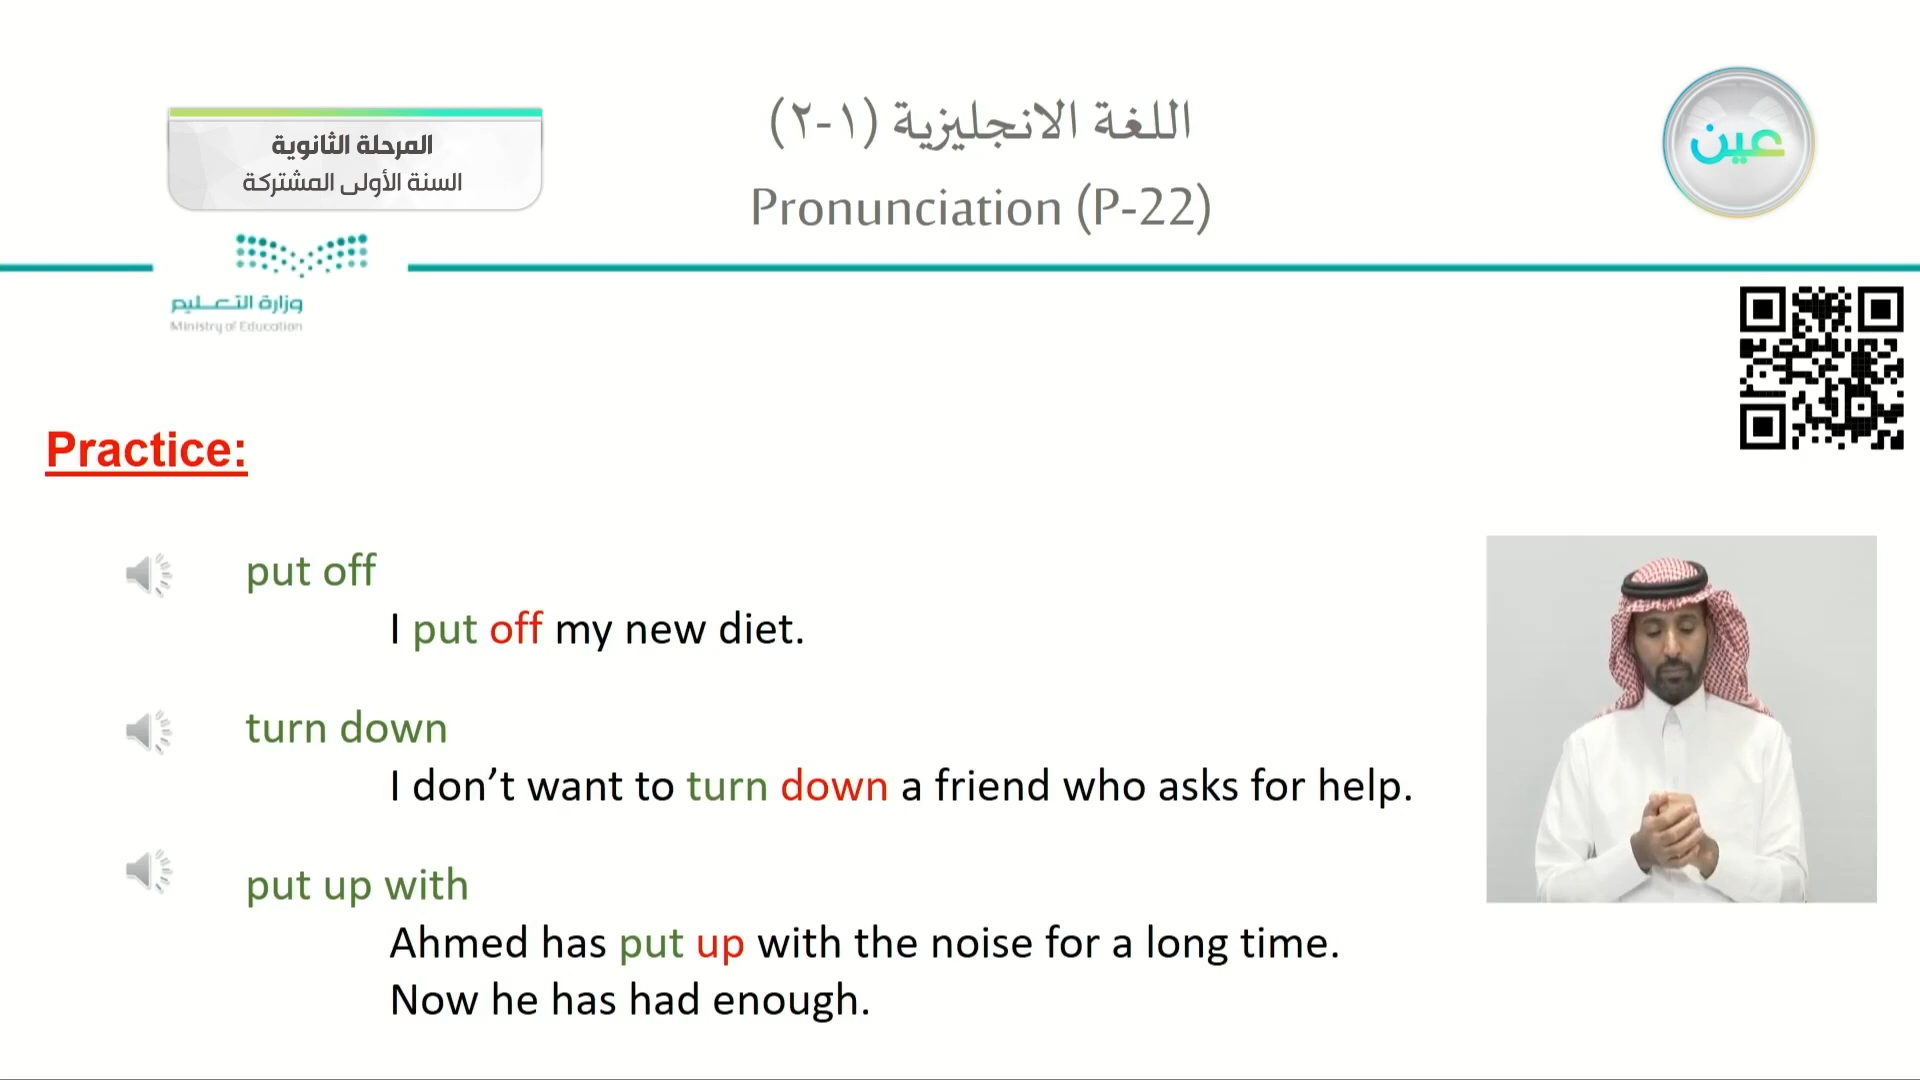 المرحلة الثانوية
السنة الأولى المشتركة
اللغة الانجليزية (١-٢)
Pronunciation (P-22)
عين
وزارة التعليم
Ministry of Education
Practice:
put off
I put off my new diet.
turn down
I don’t want to turn down a friend who asks for help.
put up with
Ahmed has put up with the noise for a long time.
Now he has had enough.